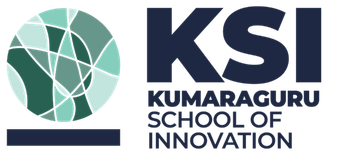 KSI
KUMARAGURU
SCHOOL OF
INNOVATION